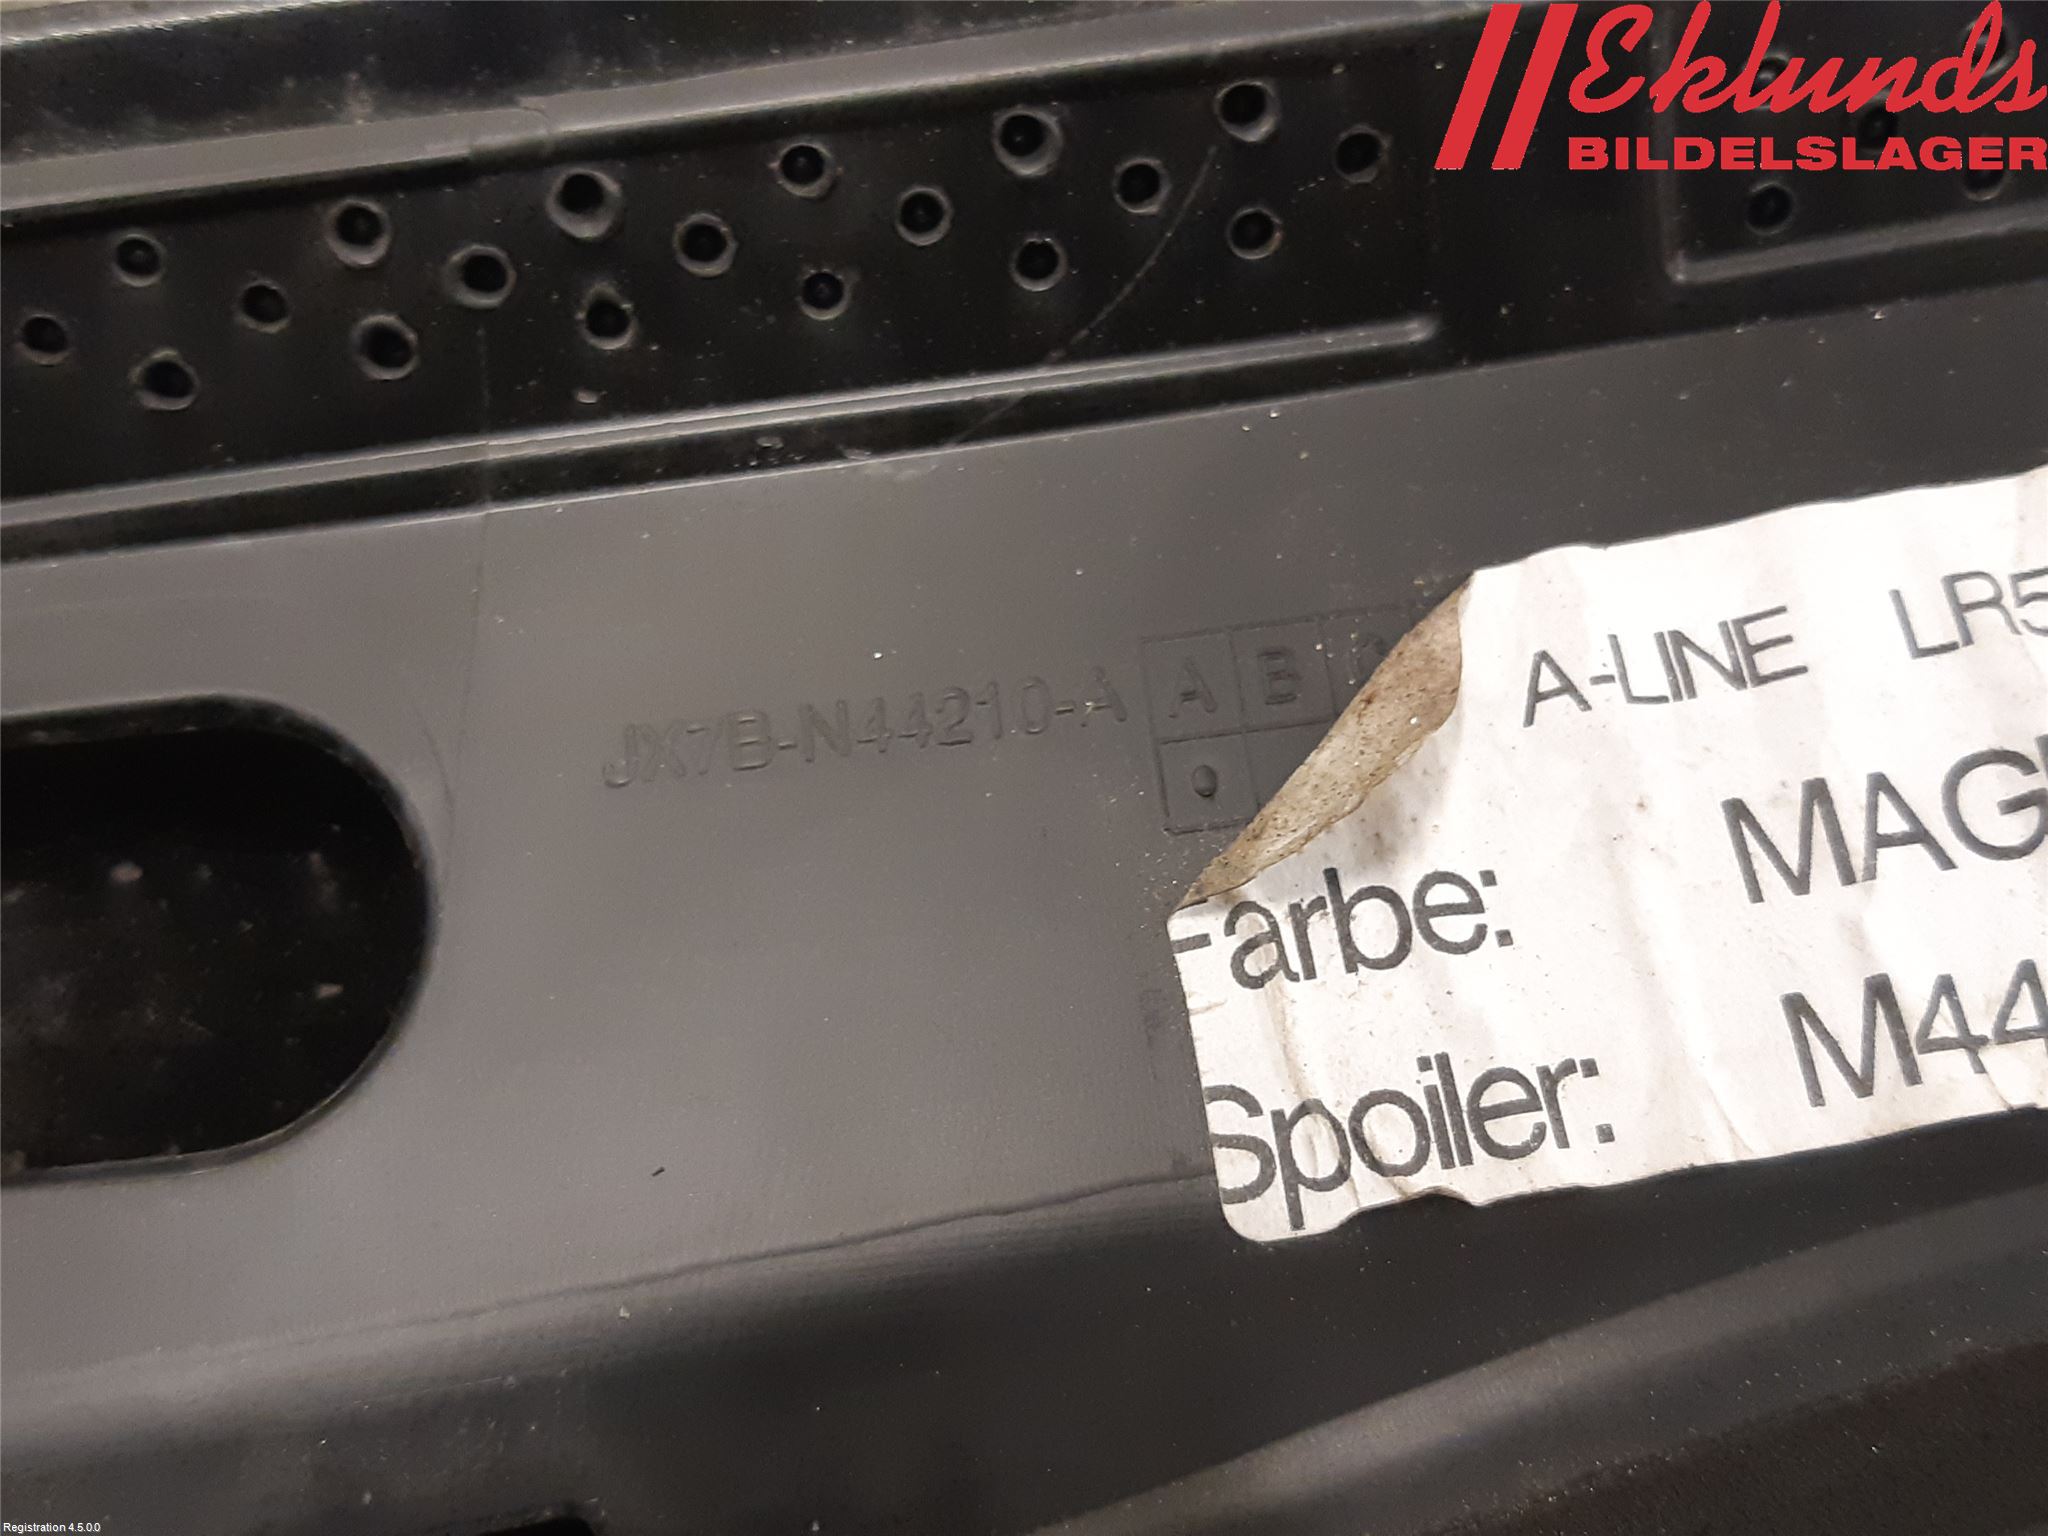 Eklunds
BILDELSLAGER
JX7B-N44210-A A B
A-LINE LR5
Farbe: MAG
Spoiler: M44
Registration 4.5.0.0